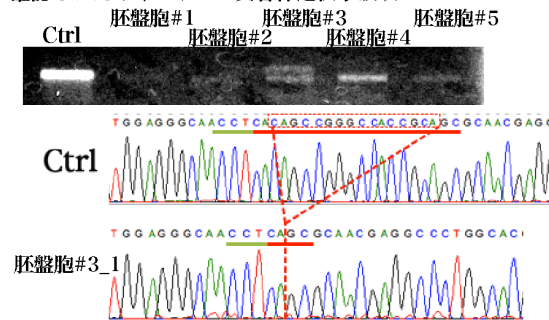 胚盤胞#1 胚盤胞#3 胚盤胞#5
Ctrl 胚盤胞#2 胚盤胞#4
TGGAGGGCAACCTCACAGCCGGGCCACCGCAGCGCAACGAGG
Ctrl
TGGAGGGCAACCTCAGCGCAACGAGGCCCTGGCAC
胚盤胞#3_1